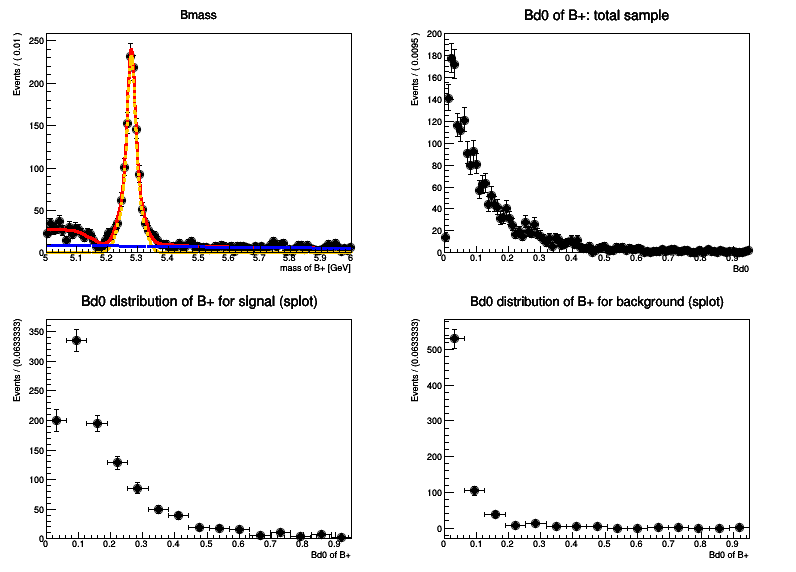 Bmass
Events / ( 0.01 )
250
200
150
100
50
0
5 5.1 5.2 5.3 5.4 5.5 5.6 5.7 5.8 5.9 6
mass of B+ [GeV]
Bd0 of B+: total sample
Events / ( 0.0095 )
200
180
160
140
120
100
80
60
40
20
0
0 0.1 0.2 0.3 0.4 0.5 0.6 0.7 0.8 0.9
Bd0
Bd0 distribution of B+ for signal (splot)
Events / (0.0633333)
350
300
250
200
150
100
50
0
0 0.1 0.2 0.3 0.4 0.5 0.6 0.7 0.8 0.9
Bd0 of B+
Bd0 distribution of B+ for background (splot)
Events / (0.0633333)
500
400
300
200
100
0
0 0.1 0.2 0.3 0.4 0.5 0.6 0.7 0.8 0.9
Bd0 of B+